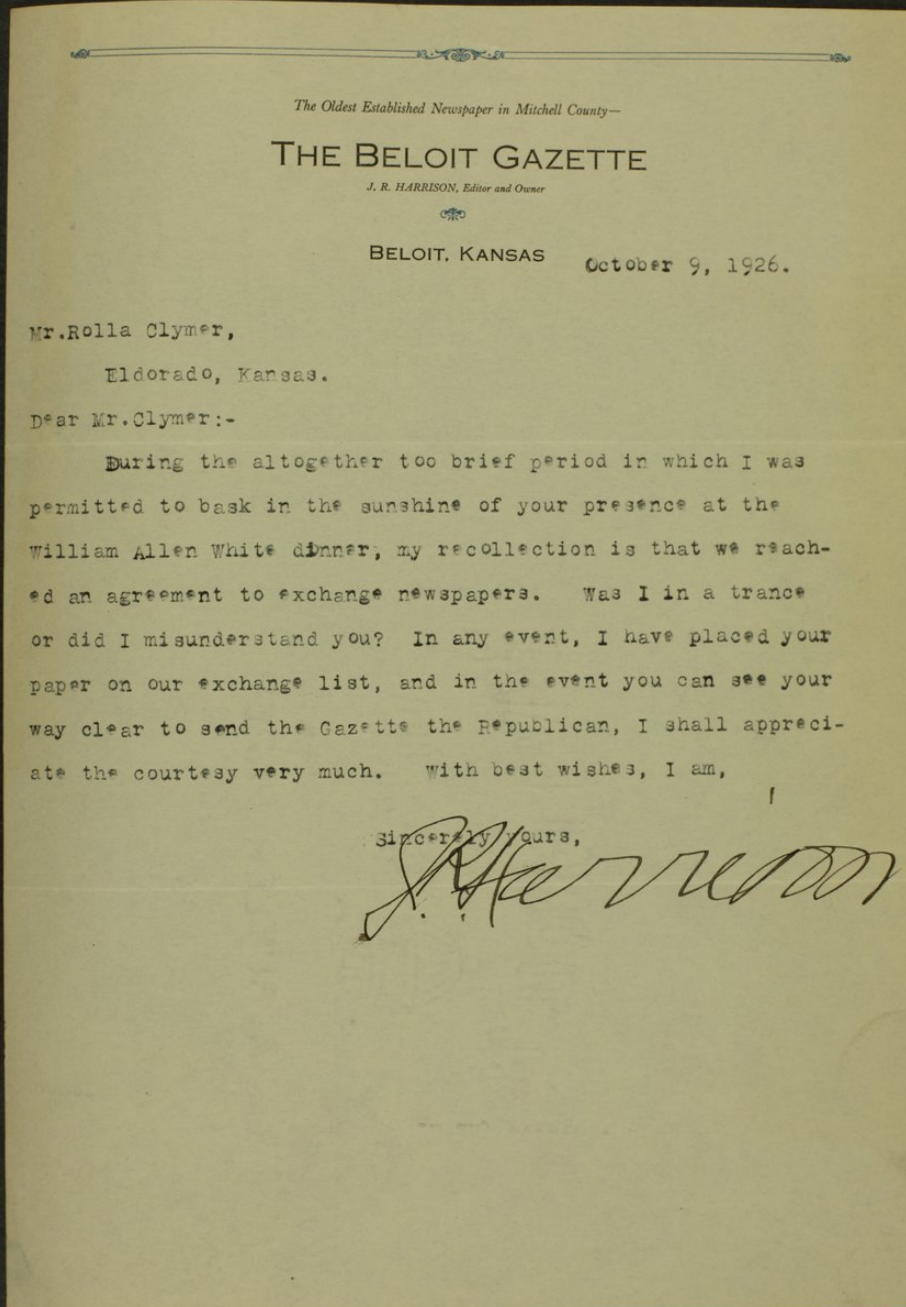 The Oldest Established Newspaper in Mitchell County—
THE BELOIT GAZETTE
J. R. HARRISON, Editor and Owner
BELOIT, KANSAS
October 9, 1926.
Mr.Rolla Clymer,
Eldorado, Kansas.
Dear Mr.Clymer:-
During the altogether too brief period in which I was
permitted to bask in the sunshine of your presence at the
William Allen White dinner, my recollection is that we reach-
ed an agreement to exchange newspapers. Was I in a trance
or did I misunderstand you? In any event, I have placed your
paper on our exchange list, and in the event you can see your
way clear to send the Gazette the Republican, I shall appreci-
ate the courtesy very much. With best wishes, I am,
Sincerely yours,
J.R.Harrison